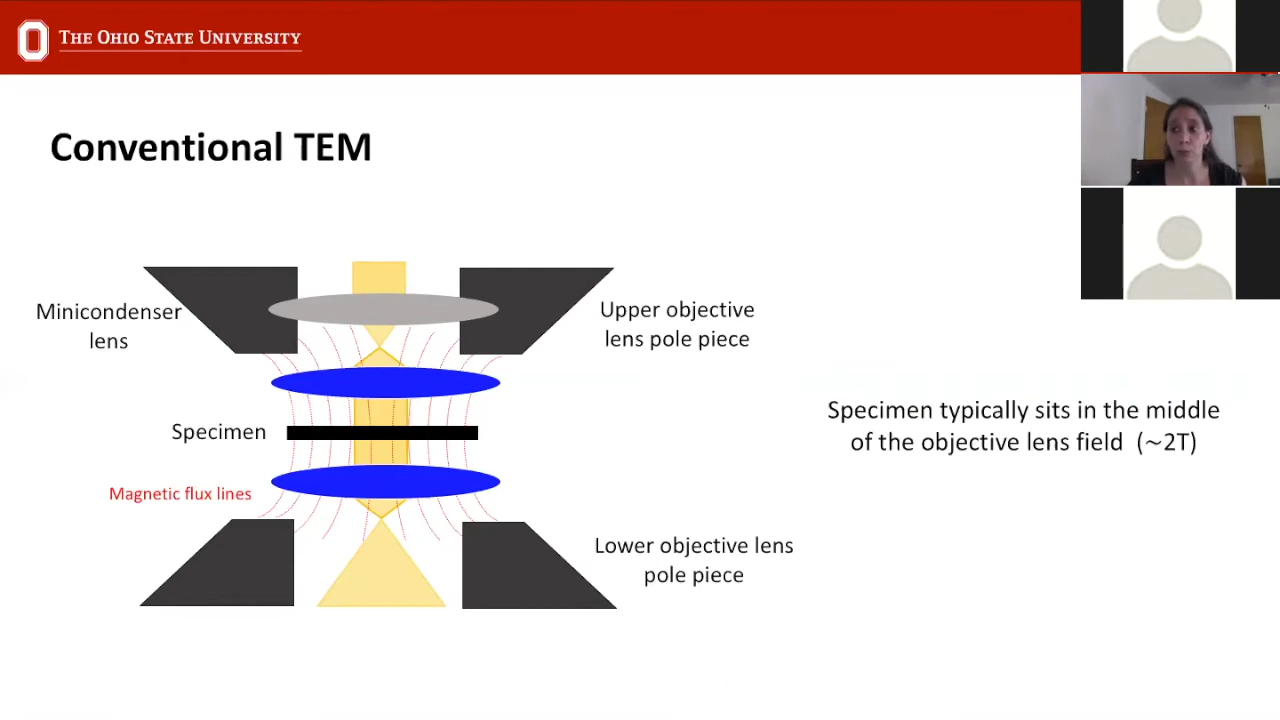 THE OHIO STATE UNIVERSITY
Conventional TEM
Minicondenser
lens
Upper objective
lens pole piece
Specimen
Specimen typically sits in the middle
of the objective lens field (~2T)
Magnetic flux lines
Lower objective lens
pole piece